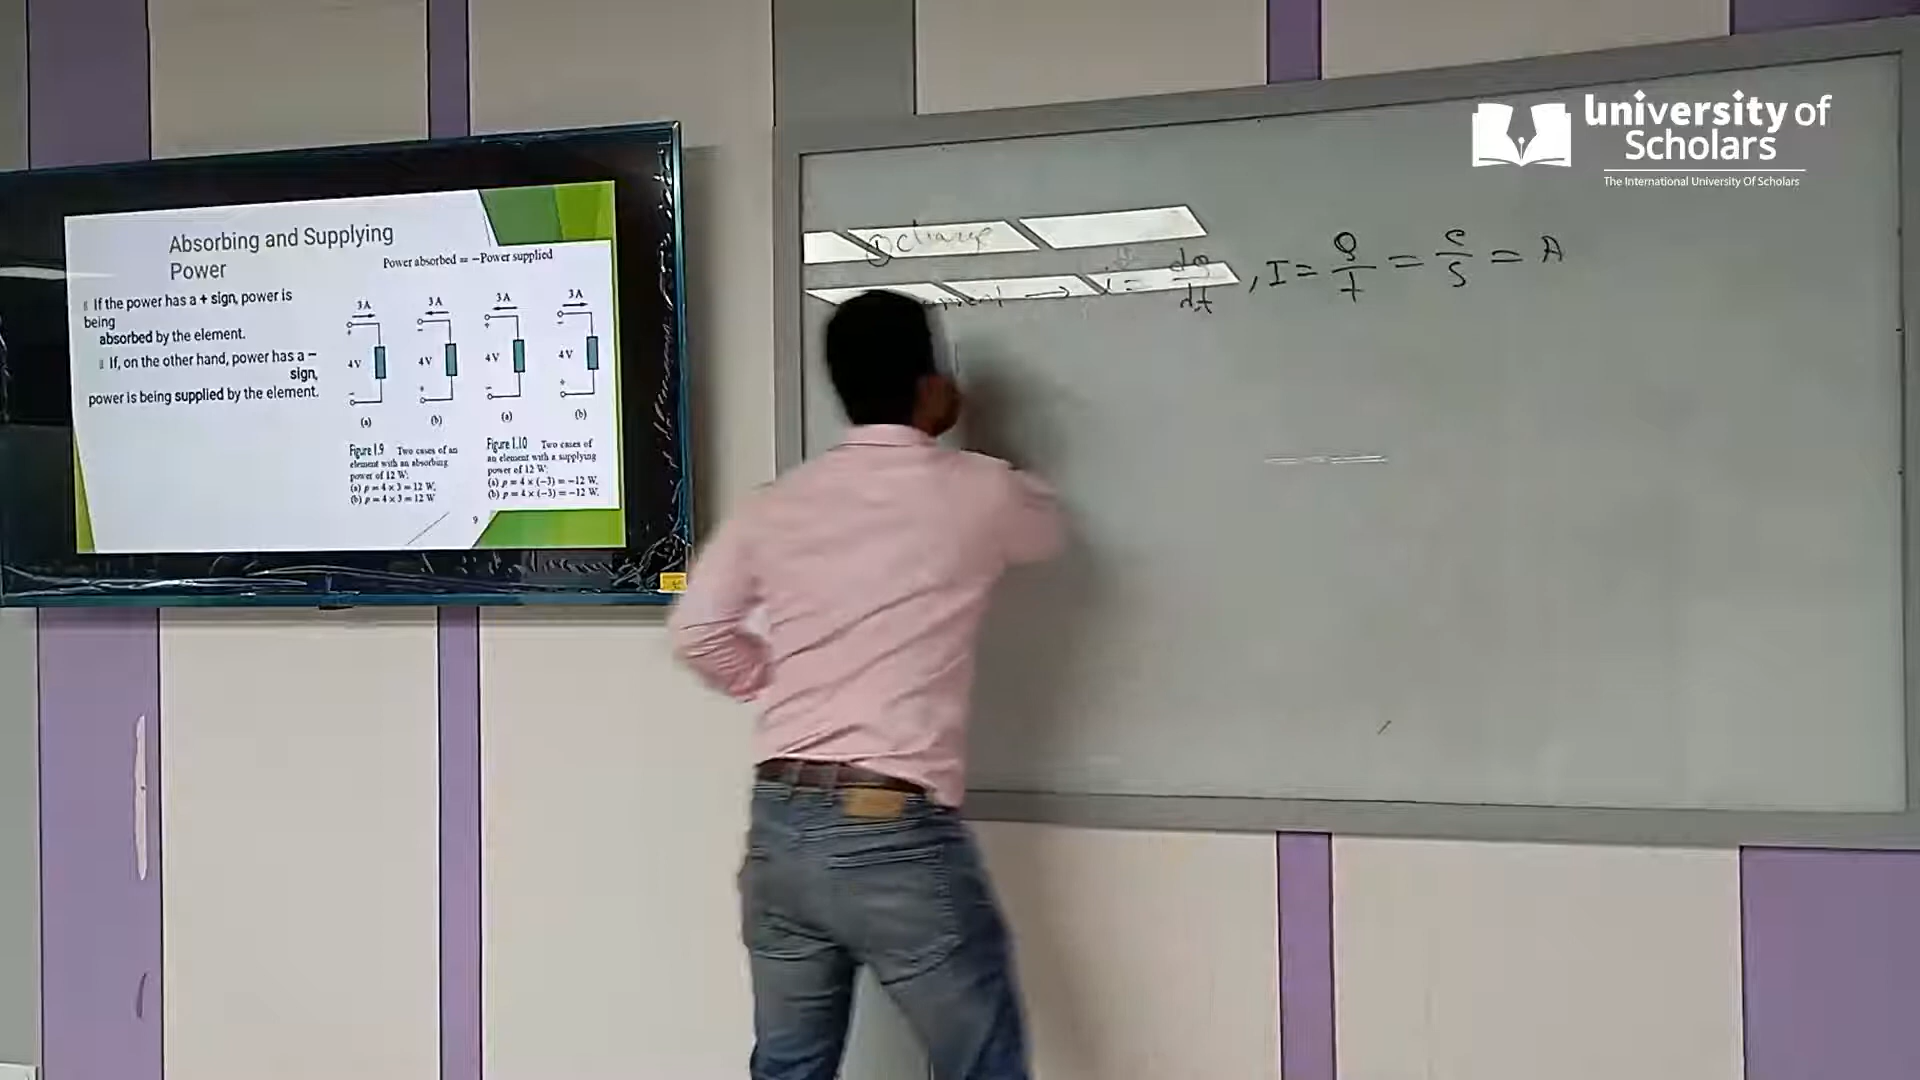 Absorbing and Supplying
Power
Power absorbed = −Power supplied
If the power has a + sign, power is
being
absorbed by the element.
If, on the other hand, power has a –
sign,
power is being supplied by the element.
3A
3A
3A
3A
+
−
+
−
4V
4V
4V
4V
−
+
−
+
(a)
(b)
(a)
(b)
Figure 1.9 Two cases of an
element with an absorbing
power of 12 W:
(a) p = 4 × 3 = 12 W,
(b) p = 4 × 3 = 12 W
Figure 1.10 Two cases of
an element with a supplying
power of 12 W:
(a) p = 4 × (−3) = −12 W,
(b) p = 4 × (−3) = −12 W.
9
University of
Scholars
The International University Of Scholars
① charge
→ i = dq/dt , I = Q/t = C/S = A